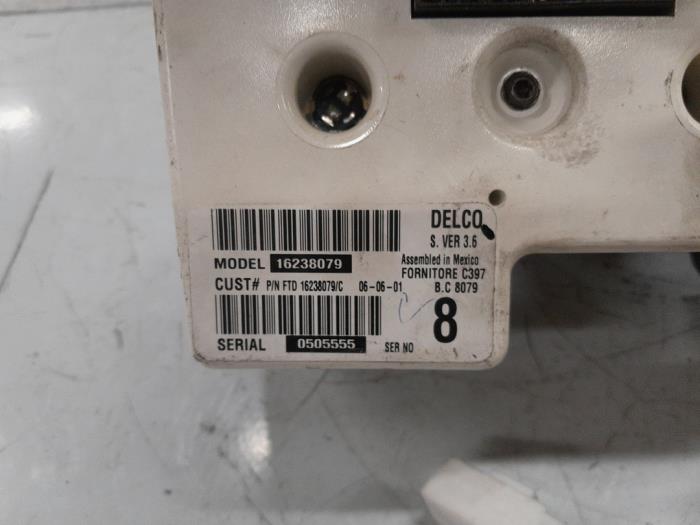 DELCO
S. VER 3.6
MODEL 16238079
Assembled in Mexico
FORNITORE C397
CUST# P/N FTD 16238079/C 06-06-01
B.C 8079
8
SERIAL 0505555 SER NO